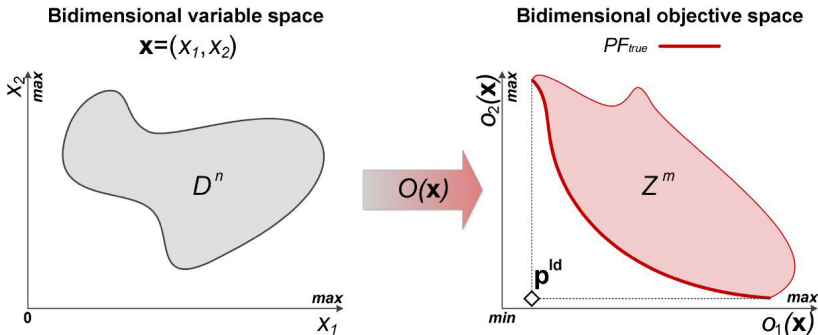 Bidimensional variable space
x=(x1,x2)
x2
max
D^n
0
max
x1
O(x)
Bidimensional objective space
PFtrue
o2(x)
max
Z^m
p^Id
min
max
o1(x)